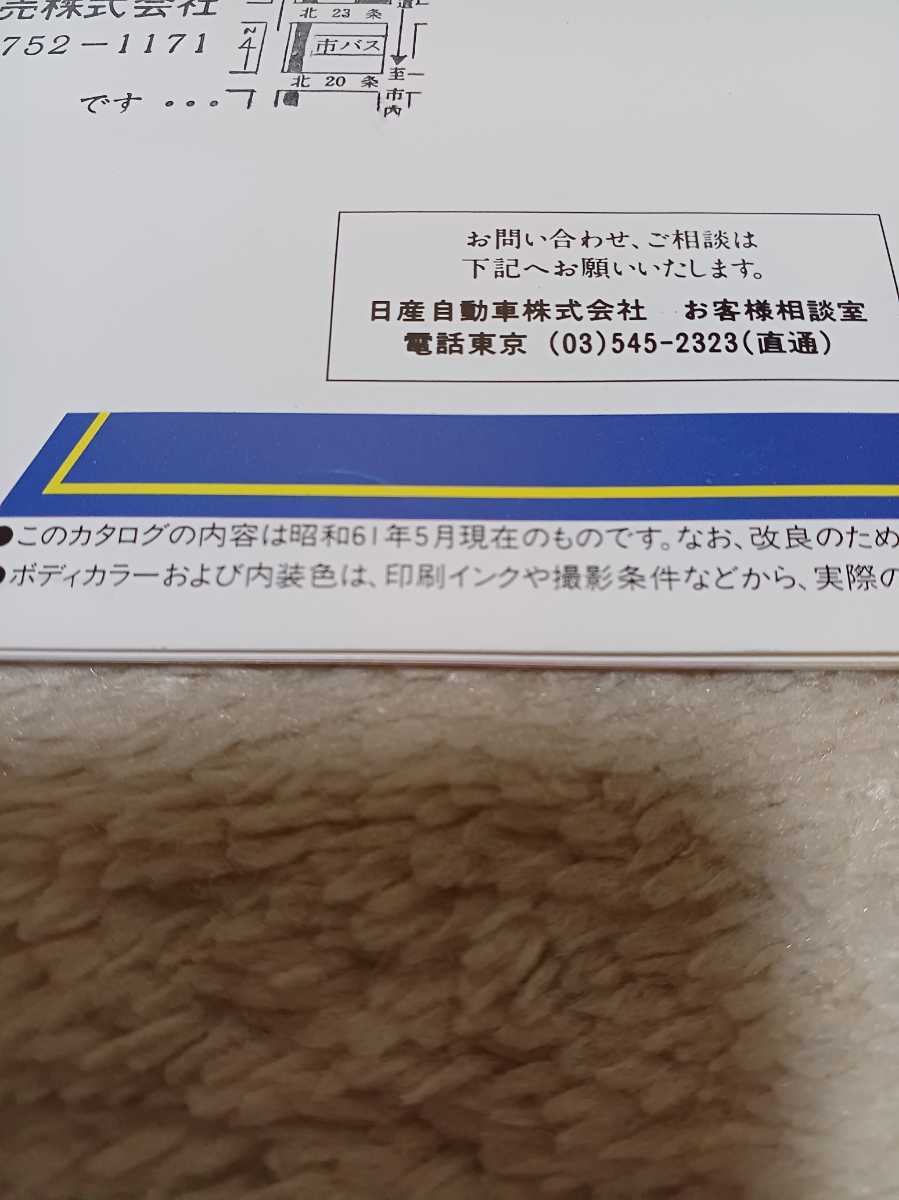 売株式会社
752-1171
です・・・
北 23 条
市バス
北 20 条
至
市内
お問い合わせ、ご相談は
下記へお願いいたします。
日産自動車株式会社 お客様相談室
電話東京 (03)545-2323(直通)
●このカタログの内容は昭和61年5月現在のものです。なお、改良のため
●ボディカラーおよび内装色は、印刷インクや撮影条件などから、実際の